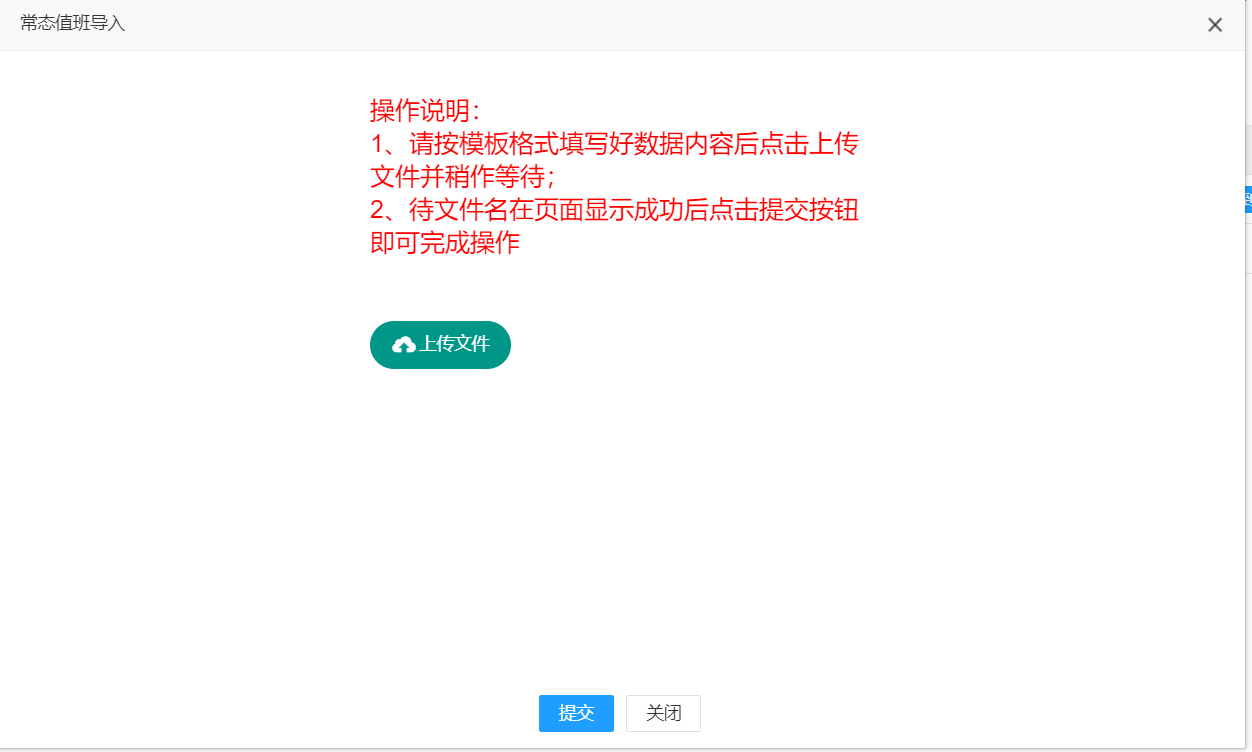 常态值班导入
操作说明：
1、请按模板格式填写好数据内容后点击上传
文件并稍作等待；
2、待文件名在页面显示成功后点击提交按钮
即可完成操作
上传文件
提交
关闭